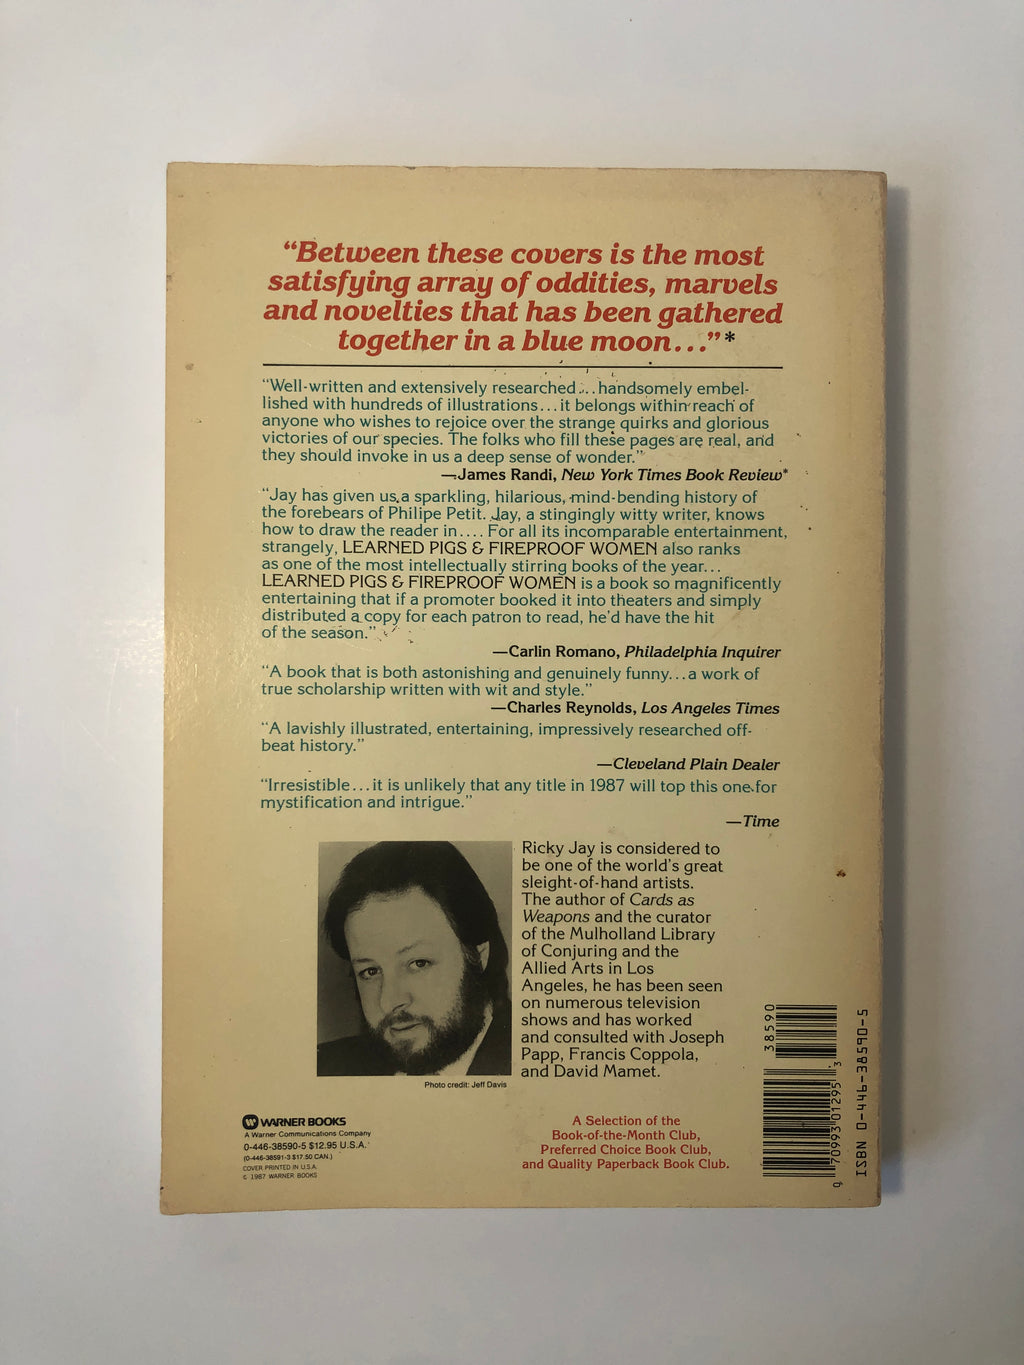 “Between these covers is the most
satisfying array of oddities, marvels
and novelties that has been gathered
together in a blue moon...”*
“Well-written and extensively researched...handsomely embel-
lished with hundreds of illustrations...it belongs within reach of
anyone who wishes to rejoice over the strange quirks and glorious
victories of our species. The folks who fill these pages are real, and
they should invoke in us a deep sense of wonder.”
—James Randi, New York Times Book Review*
“Jay has given us a sparkling, hilarious, mind-bending history of
the forebears of Philipe Petit. Jay, a stingingly witty writer, knows
how to draw the reader in.... For all its incomparable entertainment,
strangely, LEARNED PIGS & FIREPROOF WOMEN also ranks
as one of the most intellectually stirring books of the year...
LEARNED PIGS & FIREPROOF WOMEN is a book so magnificently
entertaining that if a promoter booked it into theaters and simply
distributed a copy for each patron to read, he’d have the hit
of the season.”
—Carlin Romano, Philadelphia Inquirer
“A book that is both astonishing and genuinely funny...a work of
true scholarship written with wit and style.”
—Charles Reynolds, Los Angeles Times
“A lavishly illustrated, entertaining, impressively researched off-
beat history.”
—Cleveland Plain Dealer
“Irresistible...it is unlikely that any title in 1987 will top this one for
mystification and intrigue.”
—Time
Ricky Jay is considered to
be one of the world’s great
sleight-of-hand artists.
The author of Cards as
Weapons and the curator
of the Mulholland Library
of Conjuring and the
Allied Arts in Los
Angeles, he has been seen
on numerous television
shows and has worked
and consulted with Joseph
Papp, Francis Coppola,
and David Mamet.
Photo credit: Jeff Davis
WARNER BOOKS
A Warner Communications Company
0-446-38590-5 $12.95 U.S.A.
(0-446-38591-3 $17.50 CAN.)
COVER PRINTED IN U.S.A.
© 1987 WARNER BOOKS
A Selection of the
Book-of-the-Month Club,
Preferred Choice Book Club,
and Quality Paperback Book Club.
38590
9 70993 01295 3
ISBN 0-446-38590-5